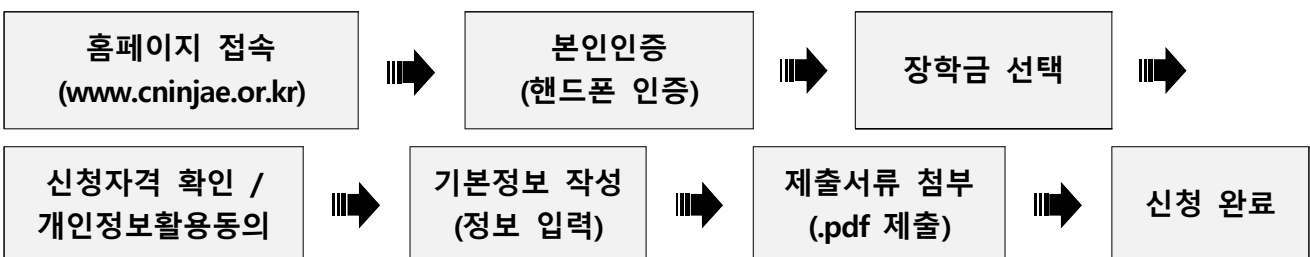 홈페이지 접속
(www.cninjae.or.kr)
본인인증
(핸드폰 인증)
장학금 선택
신청자격 확인 /
개인정보활용동의
기본정보 작성
(정보 입력)
제출서류 첨부
(.pdf 제출)
신청 완료